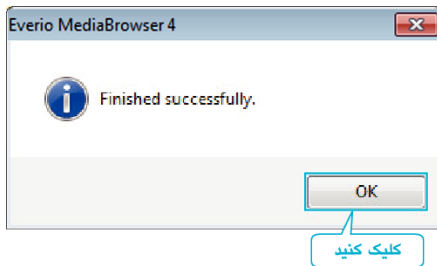 Everio MediaBrowser 4
Finished successfully.
OK
کلیک کنید